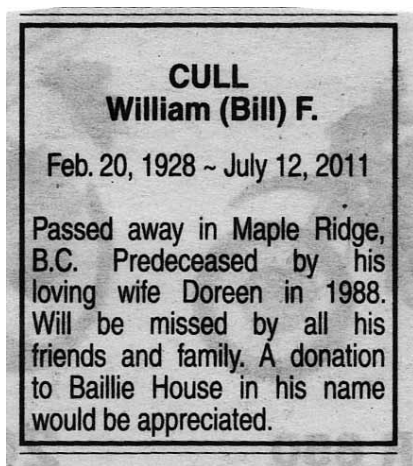 CULL
William (Bill) F.
Feb. 20, 1928 ~ July 12, 2011
Passed away in Maple Ridge,
B.C. Predeceased by his
loving wife Doreen in 1988.
Will be missed by all his
friends and family. A donation
to Baillie House in his name
would be appreciated.